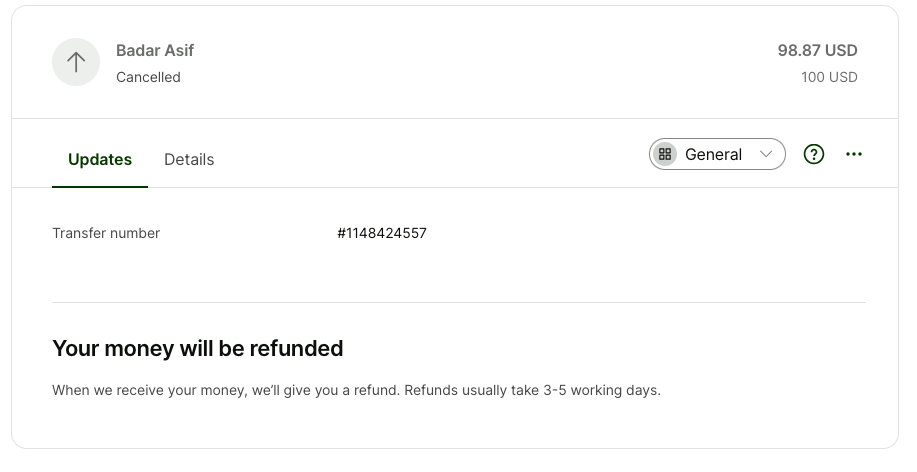 Badar Asif
98.87 USD
Cancelled
100 USD
Updates
Details
General
?
Transfer number
#1148424557
Your money will be refunded
When we receive your money, we'll give you a refund. Refunds usually take 3-5 working days.